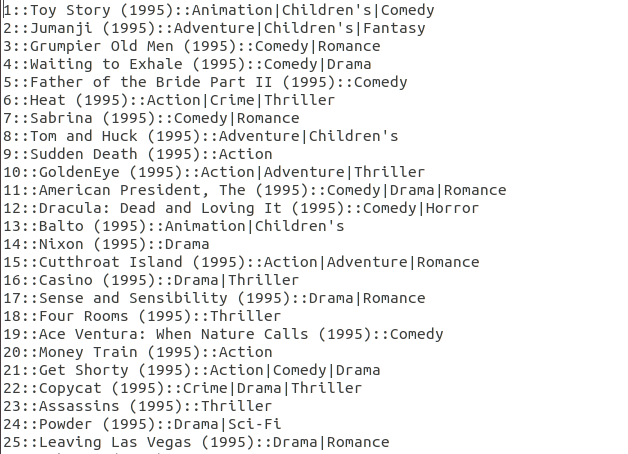 1::Toy Story (1995)::Animation|Children's|Comedy
2::Jumanji (1995)::Adventure|Children's|Fantasy
3::Grumpier Old Men (1995)::Comedy|Romance
4::Waiting to Exhale (1995)::Comedy|Drama
5::Father of the Bride Part II (1995)::Comedy
6::Heat (1995)::Action|Crime|Thriller
7::Sabrina (1995)::Comedy|Romance
8::Tom and Huck (1995)::Adventure|Children's
9::Sudden Death (1995)::Action
10::GoldenEye (1995)::Action|Adventure|Thriller
11::American President, The (1995)::Comedy|Drama|Romance
12::Dracula: Dead and Loving It (1995)::Comedy|Horror
13::Balto (1995)::Animation|Children's
14::Nixon (1995)::Drama
15::Cutthroat Island (1995)::Action|Adventure|Romance
16::Casino (1995)::Drama|Thriller
17::Sense and Sensibility (1995)::Drama|Romance
18::Four Rooms (1995)::Thriller
19::Ace Ventura: When Nature Calls (1995)::Comedy
20::Money Train (1995)::Action
21::Get Shorty (1995)::Action|Comedy|Drama
22::Copycat (1995)::Crime|Drama|Thriller
23::Assassins (1995)::Thriller
24::Powder (1995)::Drama|Sci-Fi
25::Leaving Las Vegas (1995)::Drama|Romance